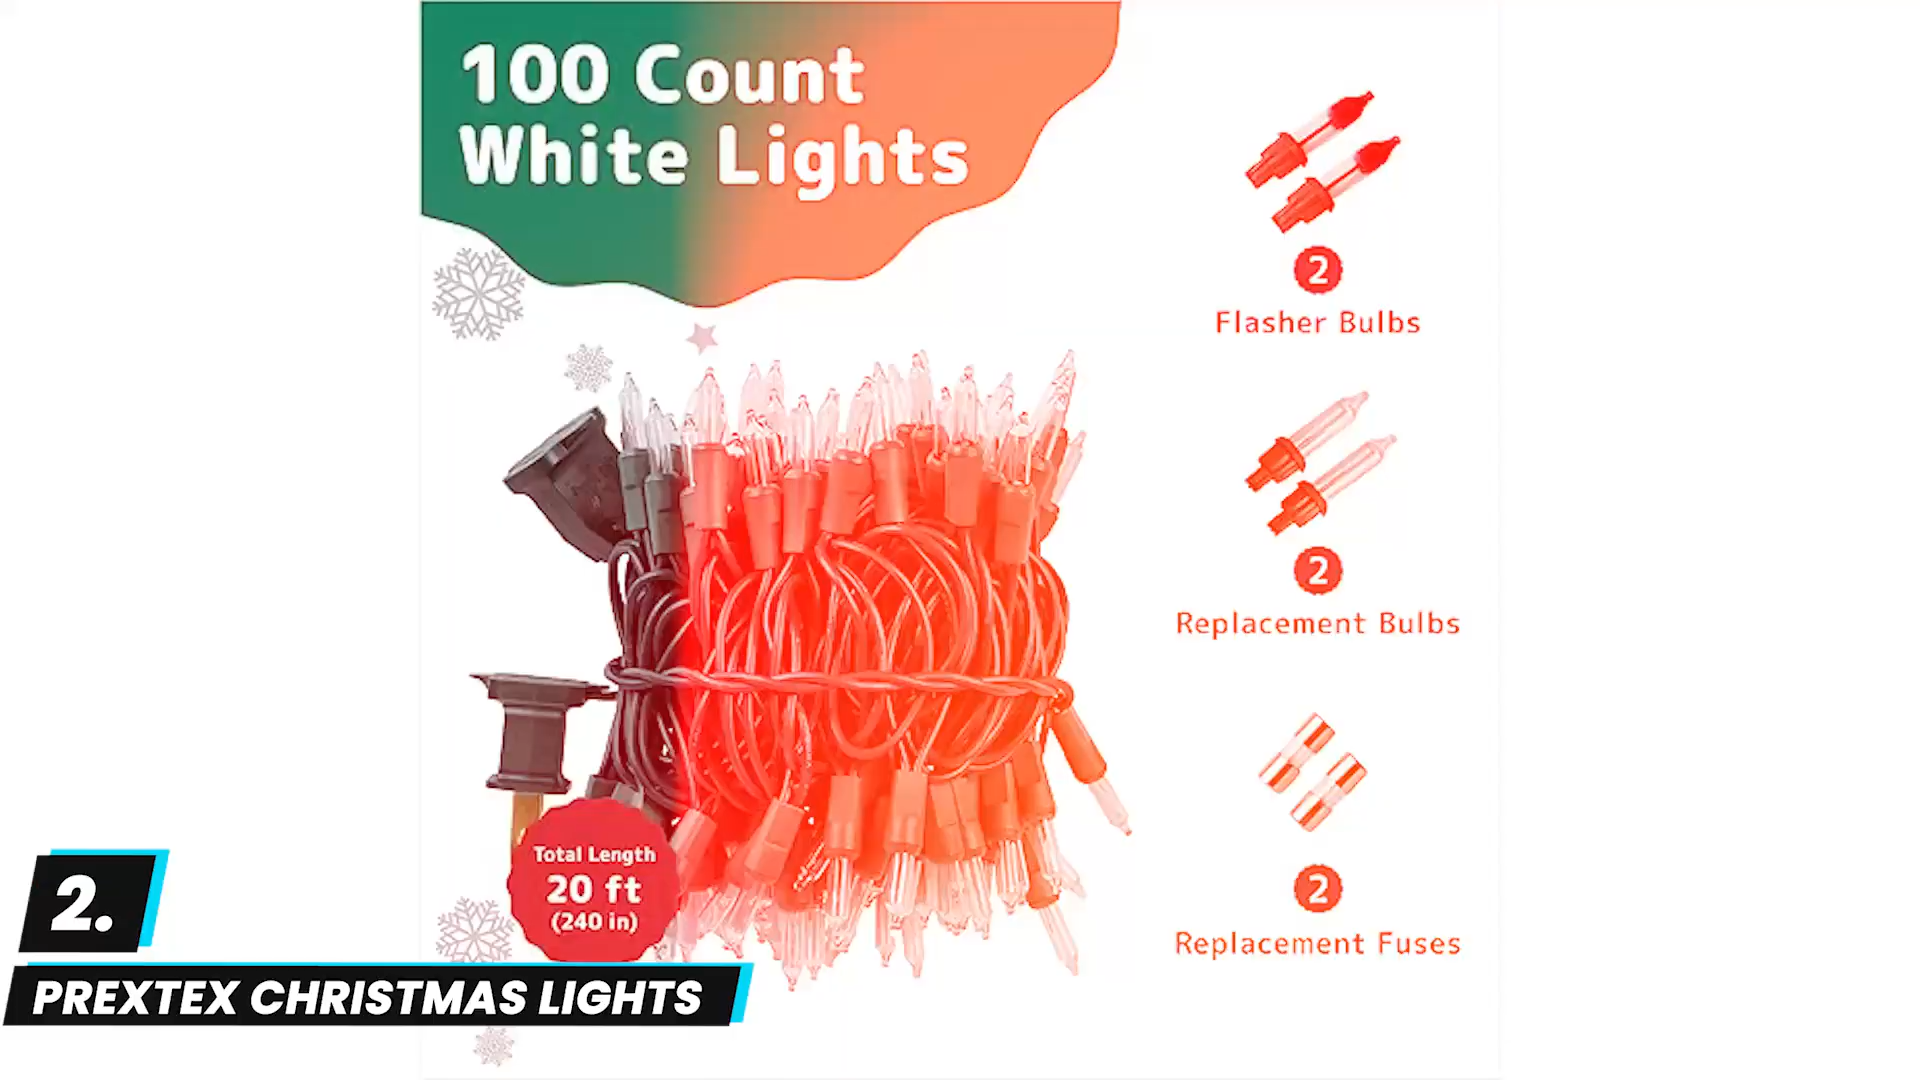 100 Count
White Lights
2
Flasher Bulbs
2
Replacement Bulbs
2
Replacement Fuses
Total Length
20 ft
(240 in)
2.
PREXTEX CHRISTMAS LIGHTS